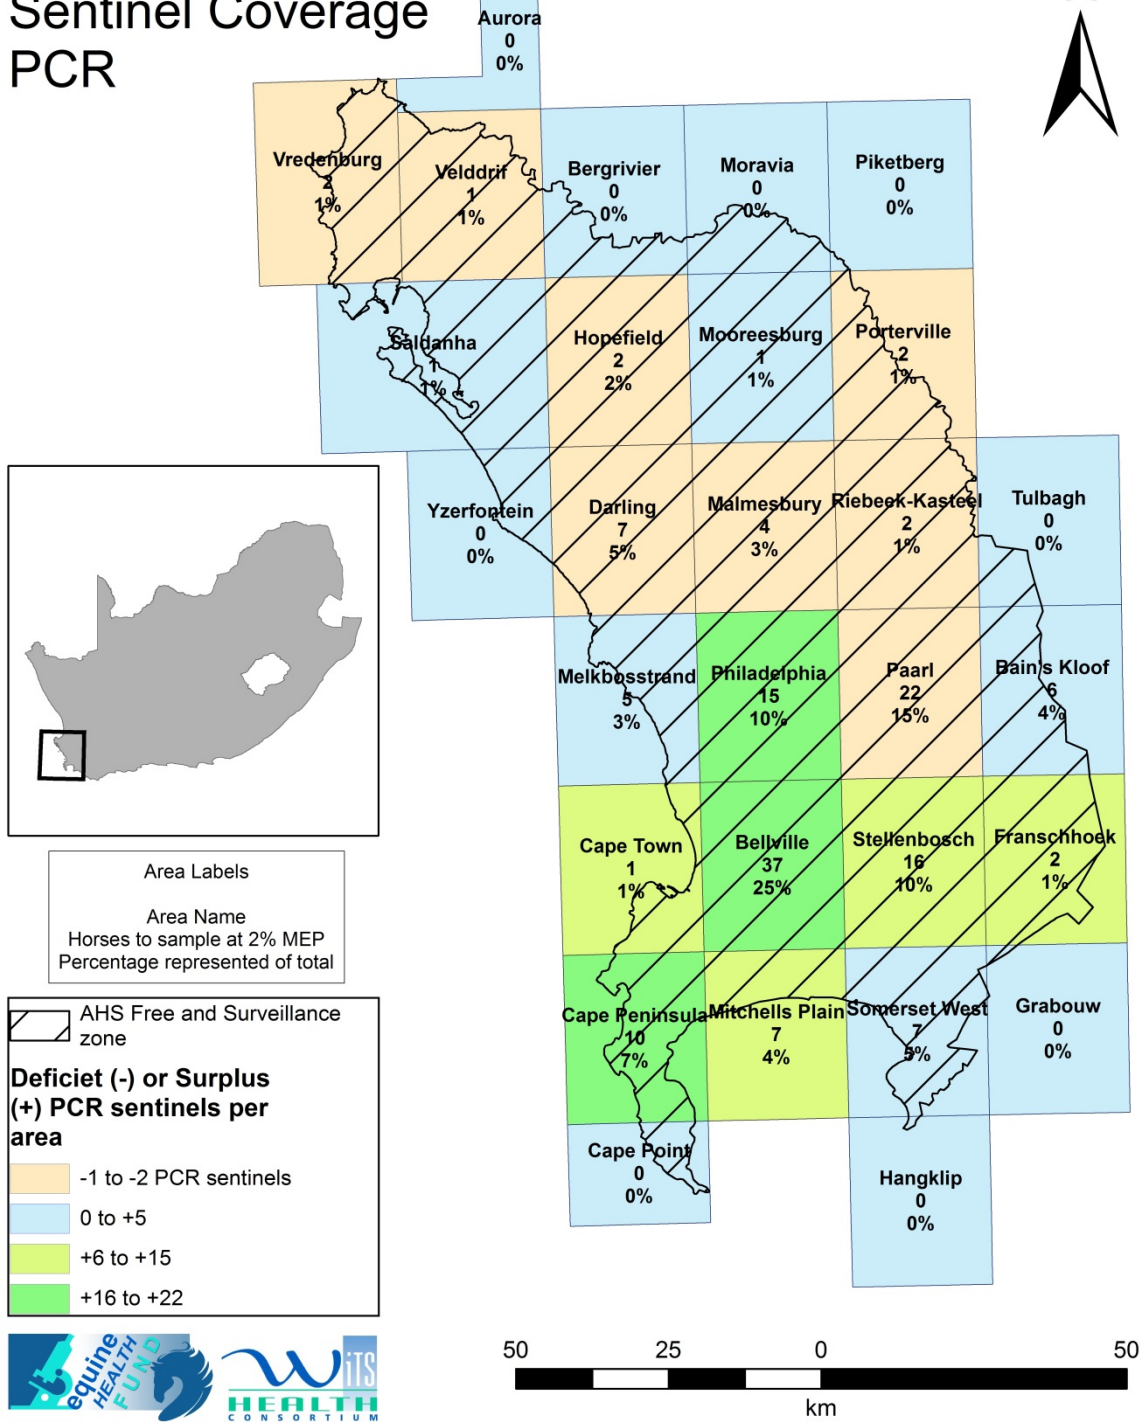 Sentinel Coverage
PCR
Aurora
0
0%
Vredenburg
2
1%
Velddrif
1
1%
Bergrivier
0
0%
Moravia
0
0%
Piketberg
0
0%
Saldanha
1
1%
Hopefield
2
2%
Mooreesburg
1
1%
Porterville
2
1%
Yzerfontein
0
0%
Darling
7
5%
Malmesbury
4
3%
Riebeek-Kasteel
2
1%
Tulbagh
0
0%
Melkbosstrand
5
3%
Philadelphia
15
10%
Paarl
22
15%
Bain's Kloof
6
4%
Cape Town
1
1%
Bellville
37
25%
Stellenbosch
16
10%
Franschhoek
2
1%
Cape Peninsula
10
7%
Mitchells Plain
7
4%
Somerset West
7
5%
Grabouw
0
0%
Cape Point
0
0%
Hangklip
0
0%
Area Labels
Area Name
Horses to sample at 2% MEP
Percentage represented of total
AHS Free and Surveillance
zone
Deficiet (-) or Surplus
(+) PCR sentinels per
area
-1 to -2 PCR sentinels
0 to +5
+6 to +15
+16 to +22
equine
HEALTH
FUND
WiTS
HEALTH
CONSORTIUM
50 25 0 50
km